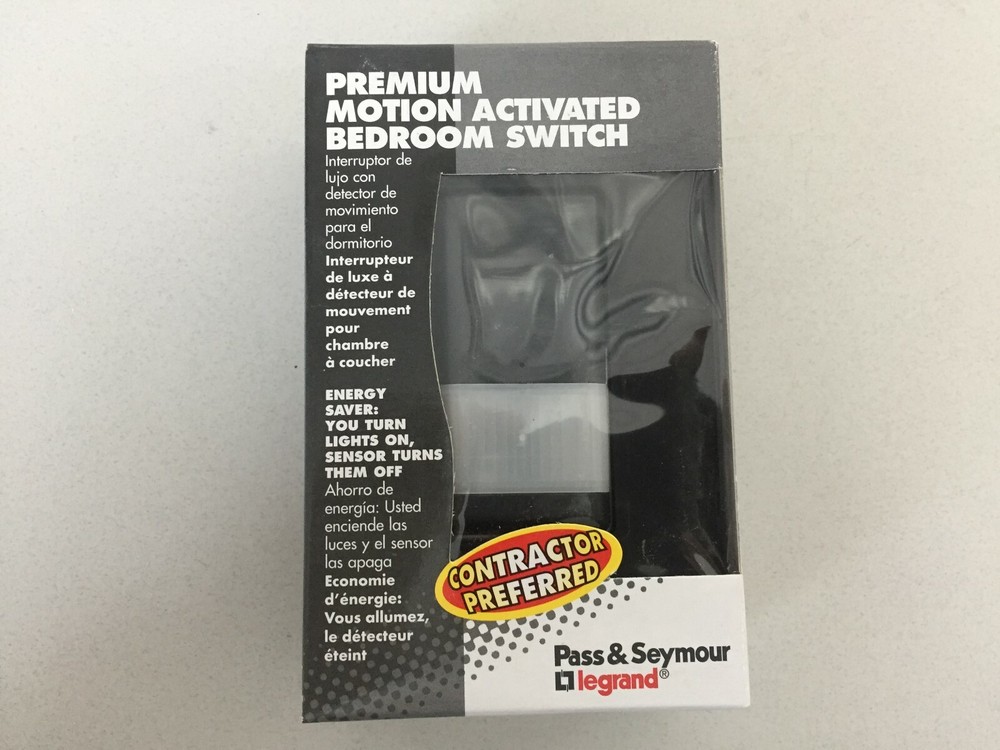 PREMIUM
MOTION ACTIVATED
BEDROOM SWITCH
Interruptor de
lujo con
detector de
movimiento
para el
dormitorio
Interrupteur
de luxe à
détecteur de
mouvement
pour
chambre
à coucher
ENERGY
SAVER:
YOU TURN
LIGHTS ON,
SENSOR TURNS
THEM OFF
Ahorro de
energía: Usted
enciende las
luces y el sensor
las apaga
Economie
d'énergie:
Vous allumez,
le détecteur
éteint
CONTRACTOR
PREFERRED
Pass & Seymour
legrand®